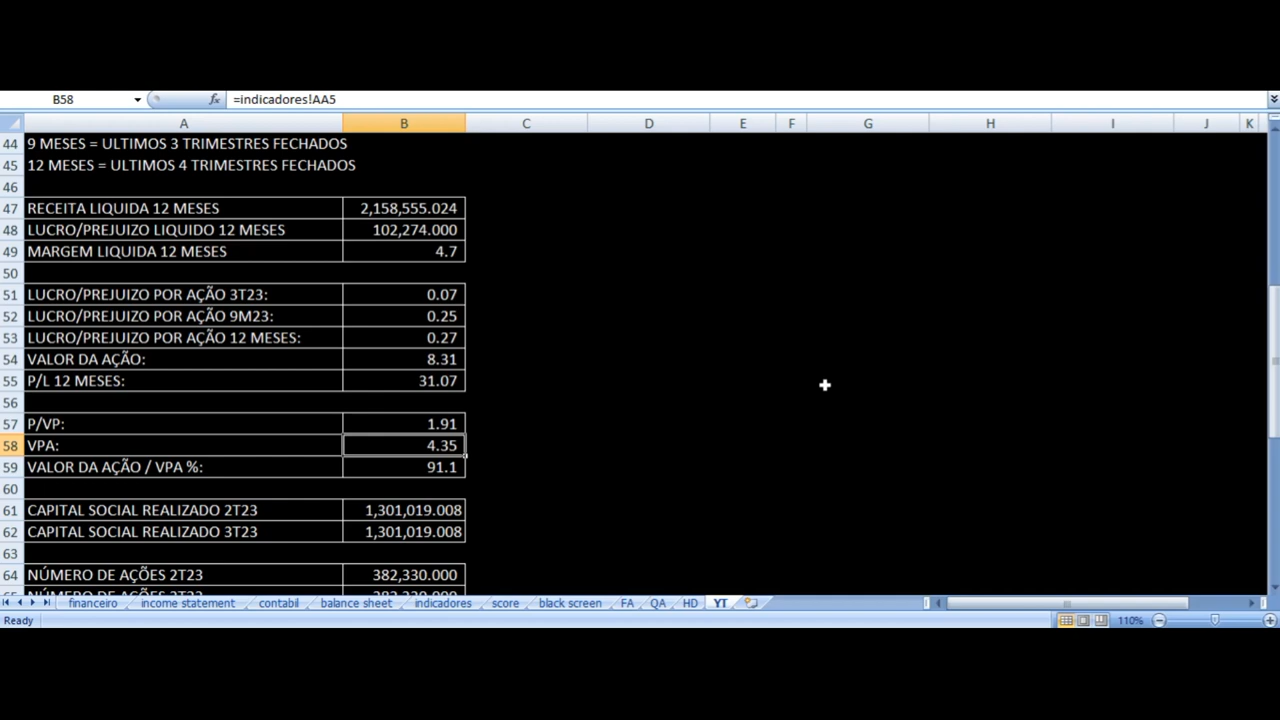 B58 fx =indicadores!AA5
A B C D E F G H I J K
44 9 MESES = ULTIMOS 3 TRIMESTRES FECHADOS
45 12 MESES = ULTIMOS 4 TRIMESTRES FECHADOS
46
47 RECEITA LIQUIDA 12 MESES 2,158,555.024
48 LUCRO/PREJUIZO LIQUIDO 12 MESES 102,274.000
49 MARGEM LIQUIDA 12 MESES 4.7
50
51 LUCRO/PREJUIZO POR AÇÃO 3T23: 0.07
52 LUCRO/PREJUIZO POR AÇÃO 9M23: 0.25
53 LUCRO/PREJUIZO POR AÇÃO 12 MESES: 0.27
54 VALOR DA AÇÃO: 8.31
55 P/L 12 MESES: 31.07
56
57 P/VP: 1.91
58 VPA: 4.35
59 VALOR DA AÇÃO / VPA %: 91.1
60
61 CAPITAL SOCIAL REALIZADO 2T23 1,301,019.008
62 CAPITAL SOCIAL REALIZADO 3T23 1,301,019.008
63
64 NÚMERO DE AÇÕES 2T23 382,330.000
financeiro income statement contabil balance sheet indicadores score black screen FA QA HD YT
Ready 110%